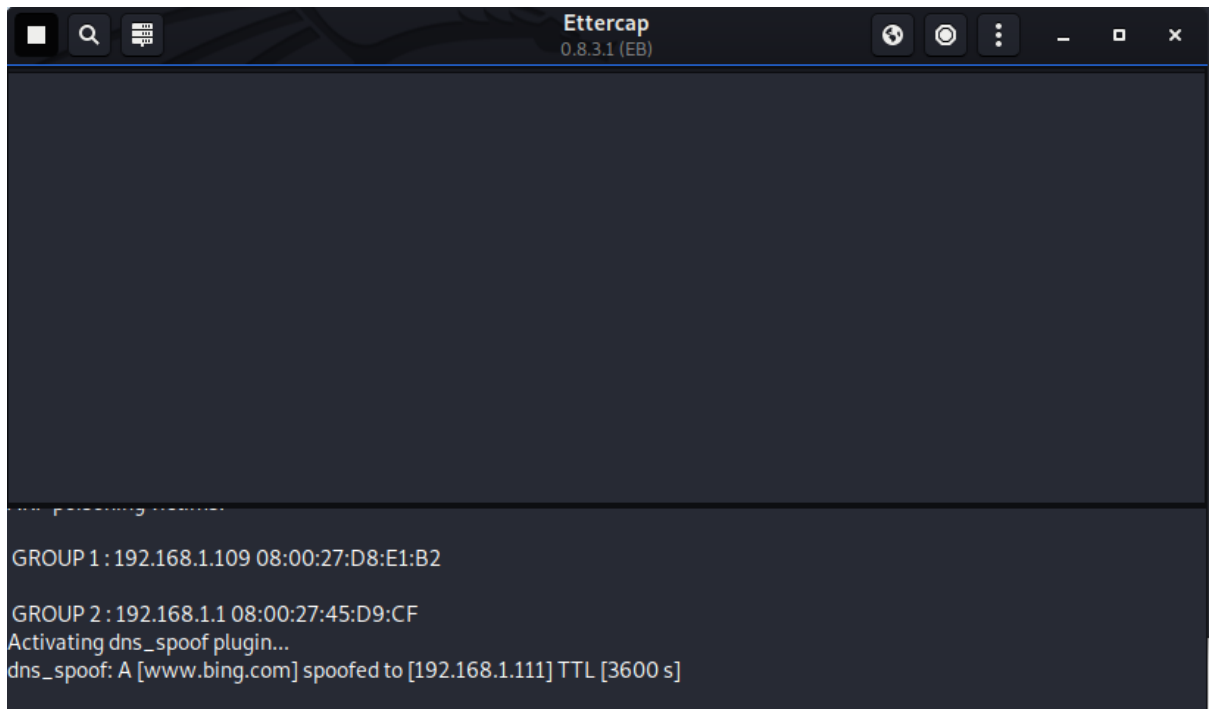 Ettercap
0.8.3.1 (EB)
GROUP 1 : 192.168.1.109 08:00:27:D8:E1:B2
GROUP 2 : 192.168.1.1 08:00:27:45:D9:CF
Activating dns_spoof plugin...
dns_spoof: A [www.bing.com] spoofed to [192.168.1.111] TTL [3600 s]